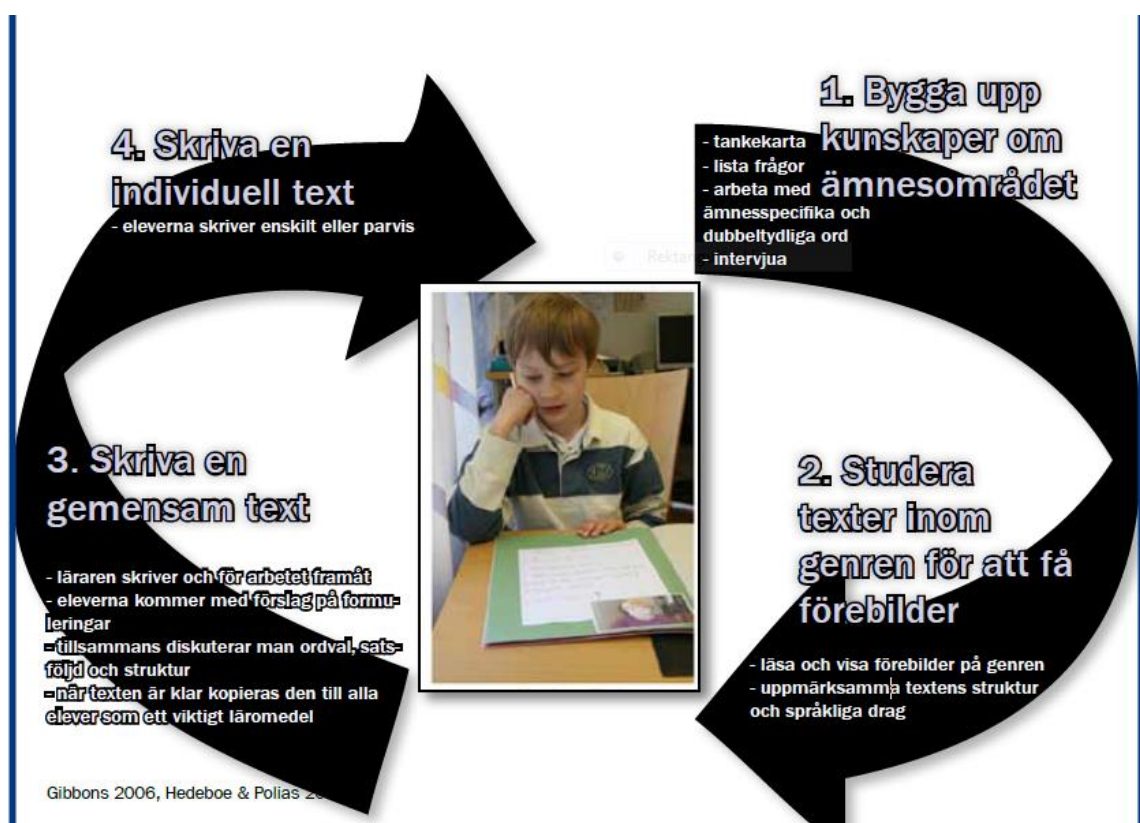 1. Bygga upp
kunskaper om
ämnesområdet
- tankekarta
- lista frågor
- arbeta med
ämnesspecifika och
dubbeltydliga ord
- intervjua
2. Studera
texter inom
genren för att få
förebilder
- läsa och visa förebilder på genren
- uppmärksamma textens struktur
och språkliga drag
3. Skriva en
gemensam text
- läraren skriver och för arbetet framåt
- eleverna kommer med förslag på formu-
leringar
- tillsammans diskuterar man ordval, sats-
följd och struktur
- när texten är klar kopieras den till alla
elever som ett viktigt läromedel
4. Skriva en
individuell text
- eleverna skriver enskilt eller parvis
Gibbons 2006, Hedeboe & Polias